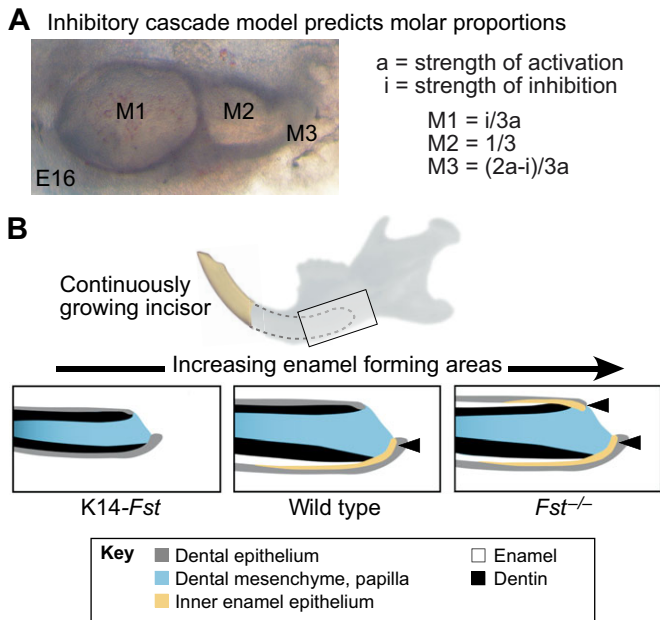 A Inhibitory cascade model predicts molar proportions
M1
M2
M3
E16
a = strength of activation
i = strength of inhibition
M1 = i/3a
M2 = 1/3
M3 = (2a-i)/3a
B
Continuously
growing incisor
Increasing enamel forming areas
K14-Fst
Wild type
Fst–/–
Key
Dental epithelium
Dental mesenchyme, papilla
Inner enamel epithelium
Enamel
Dentin